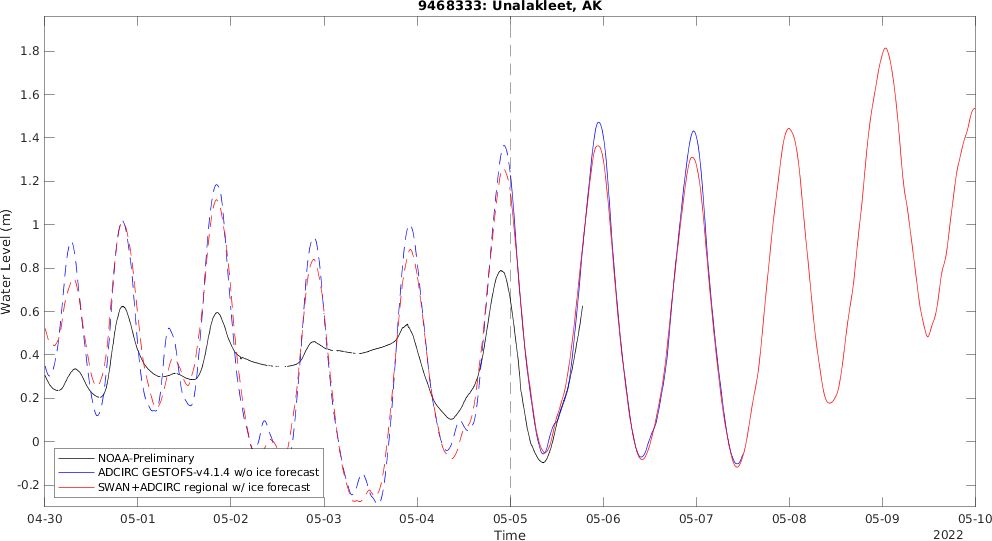 9468333: Unalakleet, AK
1.8
1.6
1.4
1.2
1
0.8
0.6
0.4
0.2
0
-0.2
Water Level (m)
NOAA-Preliminary
ADCIRC GESTOFS-v4.1.4 w/o ice forecast
SWAN+ADCIRC regional w/ ice forecast
04-30 05-01 05-02 05-03 05-04 05-05 05-06 05-07 05-08 05-09 05-10
Time
2022